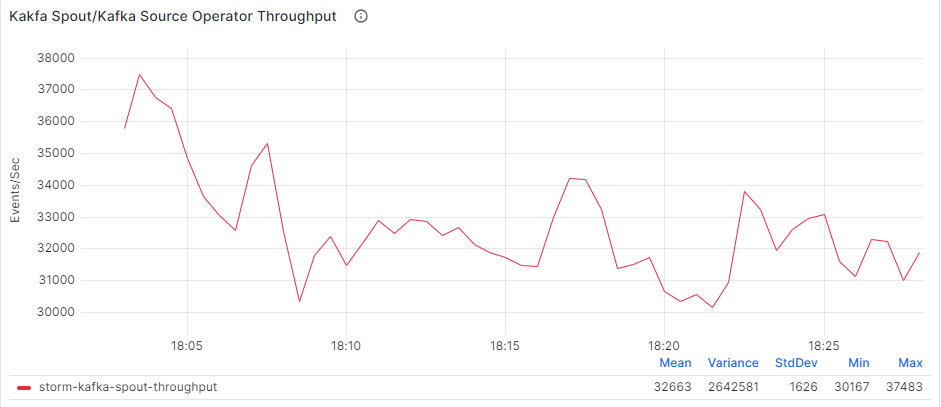 Kakfa Spout/Kafka Source Operator Throughput
38000
37000
36000
35000
34000
33000
32000
31000
30000
Events/Sec
18:05 18:10 18:15 18:20 18:25
Mean Variance StdDev Min Max
storm-kafka-spout-throughput 32663 2642581 1626 30167 37483